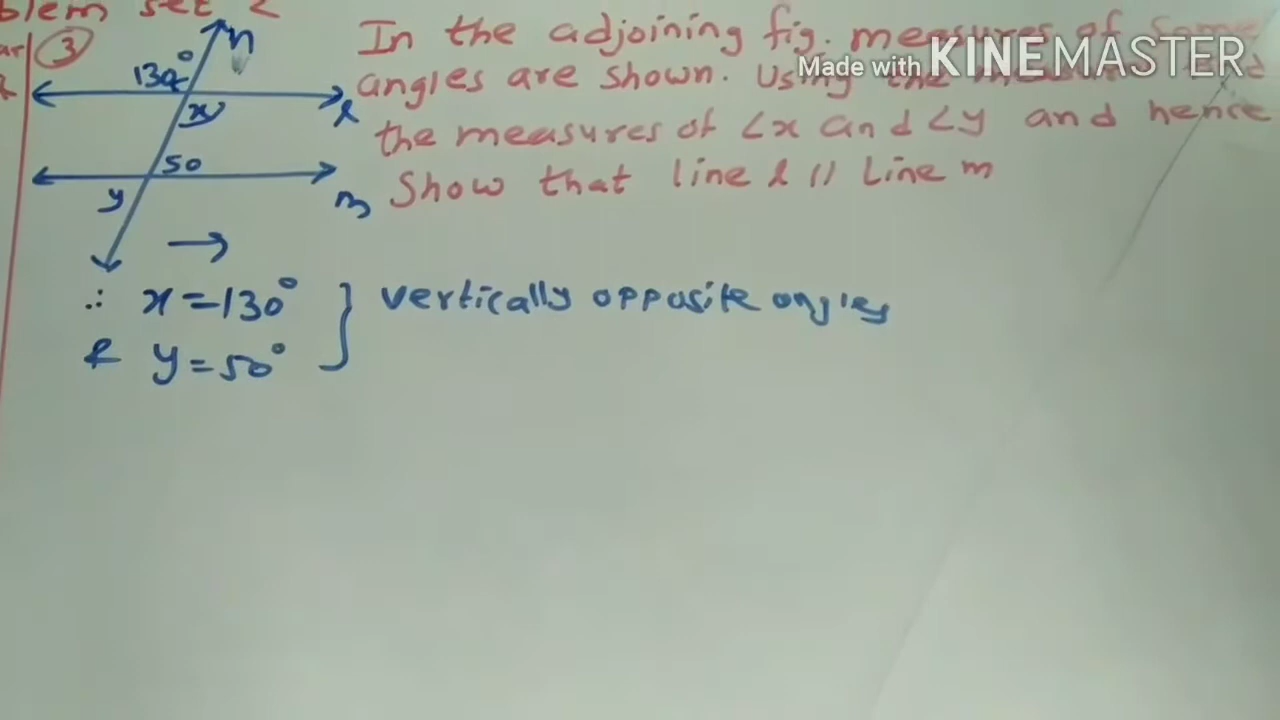 blem set 2
3
In the adjoining fig. measures of some
angles are shown. Using the
the measures of <x and <y and hence
Show that line l || Line m
Made with KINEMASTER
n
130°
x
l
50
y
m
∴ x = 130°
& y = 50°
vertically opposite angles